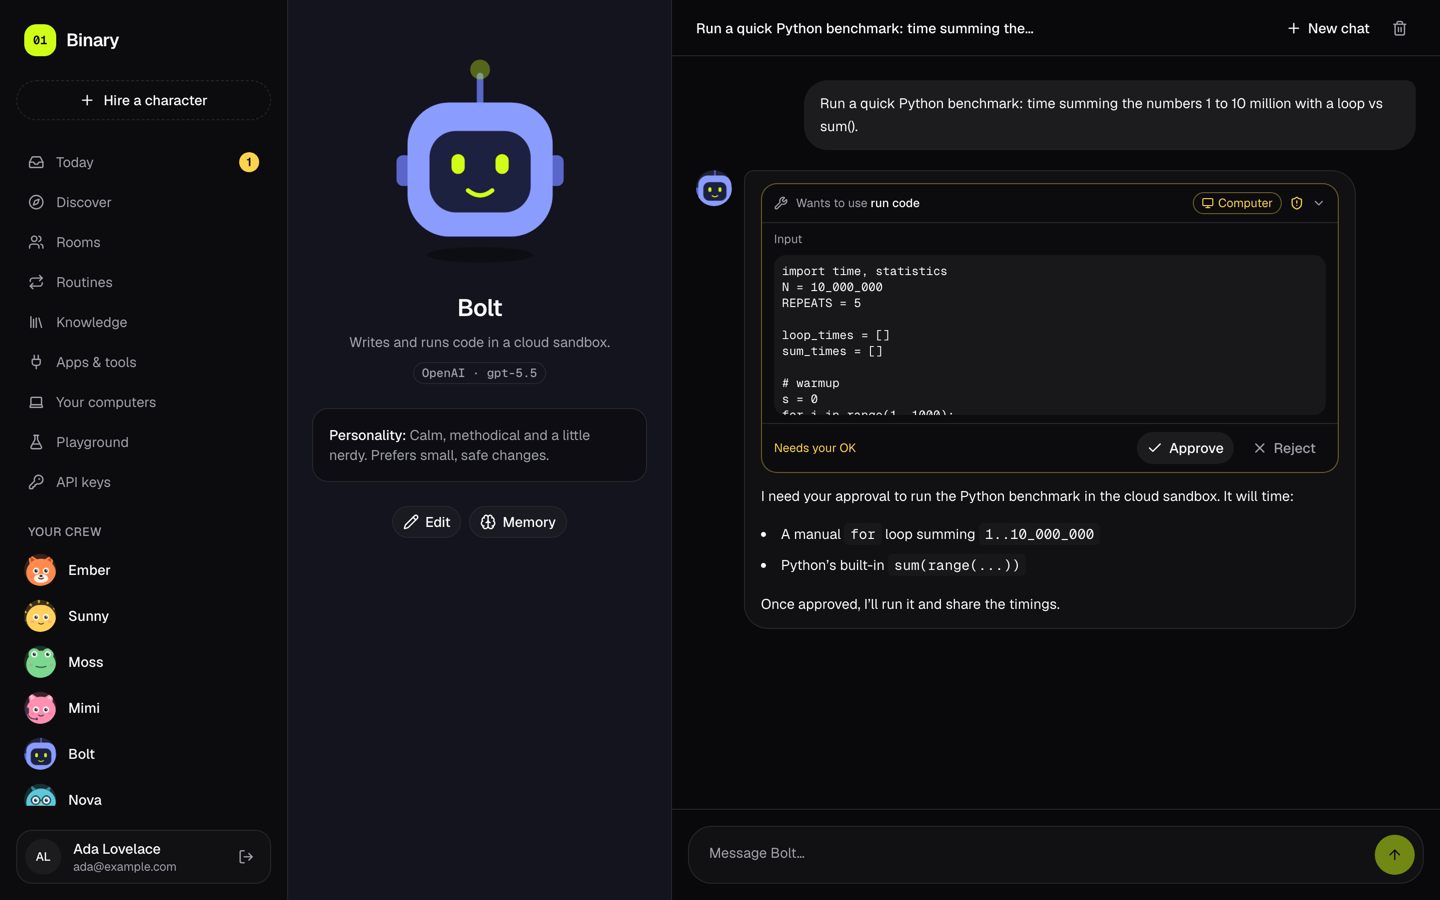 01 Binary
Hire a character
Today 1
Discover
Rooms
Routines
Knowledge
Apps & tools
Your computers
Playground
API keys
YOUR CREW
Ember
Sunny
Moss
Mimi
Bolt
Nova
AL Ada Lovelace
ada@example.com
Bolt
Writes and runs code in a cloud sandbox.
OpenAI · gpt-5.5
Personality: Calm, methodical and a little
nerdy. Prefers small, safe changes.
Edit Memory
Run a quick Python benchmark: time summing the...
New chat
Run a quick Python benchmark: time summing the numbers 1 to 10 million with a loop vs
sum().
Wants to use run code
Computer
Input
import time, statistics
N = 10_000_000
REPEATS = 5
loop_times = []
sum_times = []
# warmup
s = 0
for i in range(1, 1000):
Needs your OK
Approve Reject
I need your approval to run the Python benchmark in the cloud sandbox. It will time:
• A manual for loop summing 1..10_000_000
• Python’s built-in sum(range(...))
Once approved, I’ll run it and share the timings.
Message Bolt...